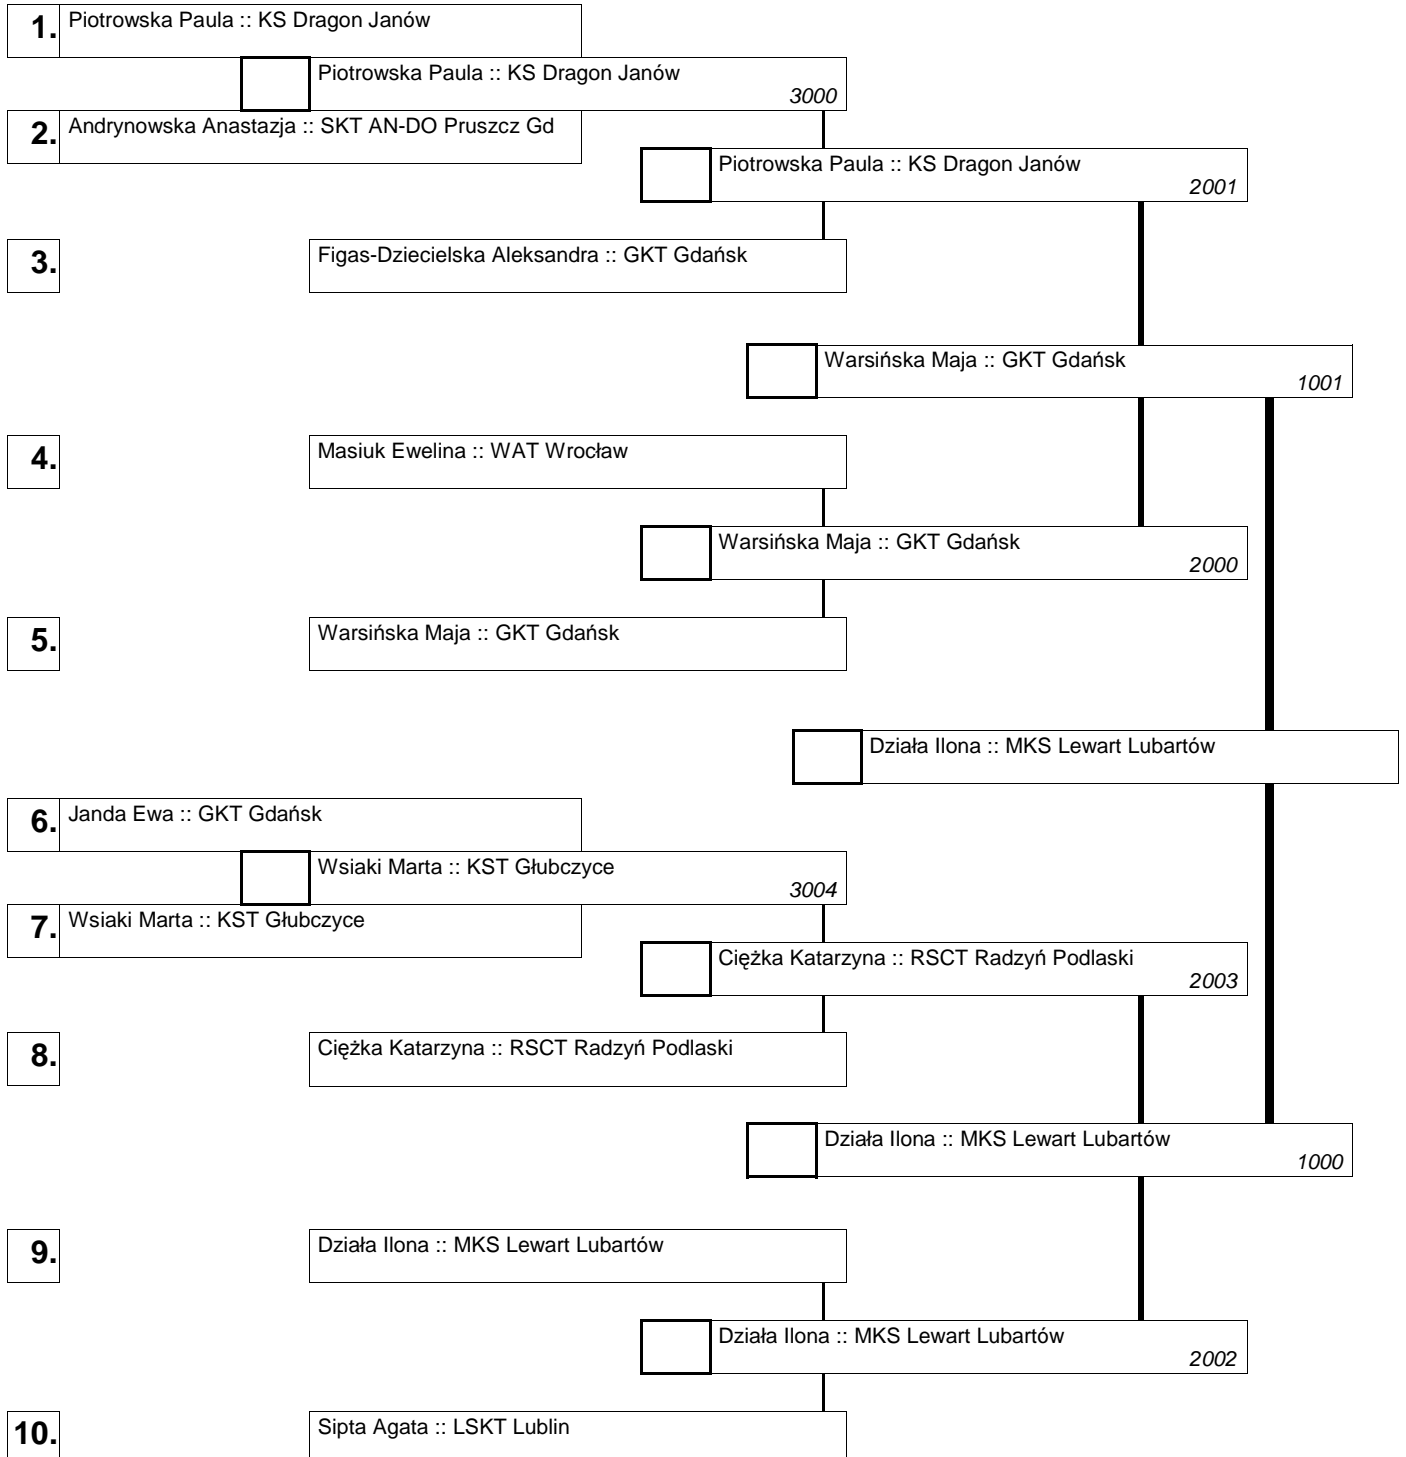 1. Piotrowska Paula :: KS Dragon Janów
Piotrowska Paula :: KS Dragon Janów
3000
2. Andrynowska Anastazja :: SKT AN-DO Pruszcz Gd
Piotrowska Paula :: KS Dragon Janów
2001
3. Figas-Dziecielska Aleksandra :: GKT Gdańsk
Warsińska Maja :: GKT Gdańsk
1001
4. Masiuk Ewelina :: WAT Wrocław
Warsińska Maja :: GKT Gdańsk
2000
5. Warsińska Maja :: GKT Gdańsk
Działa Ilona :: MKS Lewart Lubartów
6. Janda Ewa :: GKT Gdańsk
Wsiaki Marta :: KST Głubczyce
3004
7. Wsiaki Marta :: KST Głubczyce
Ciężka Katarzyna :: RSCT Radzyń Podlaski
2003
8. Ciężka Katarzyna :: RSCT Radzyń Podlaski
Działa Ilona :: MKS Lewart Lubartów
1000
9. Działa Ilona :: MKS Lewart Lubartów
Działa Ilona :: MKS Lewart Lubartów
2002
10. Sipta Agata :: LSKT Lublin